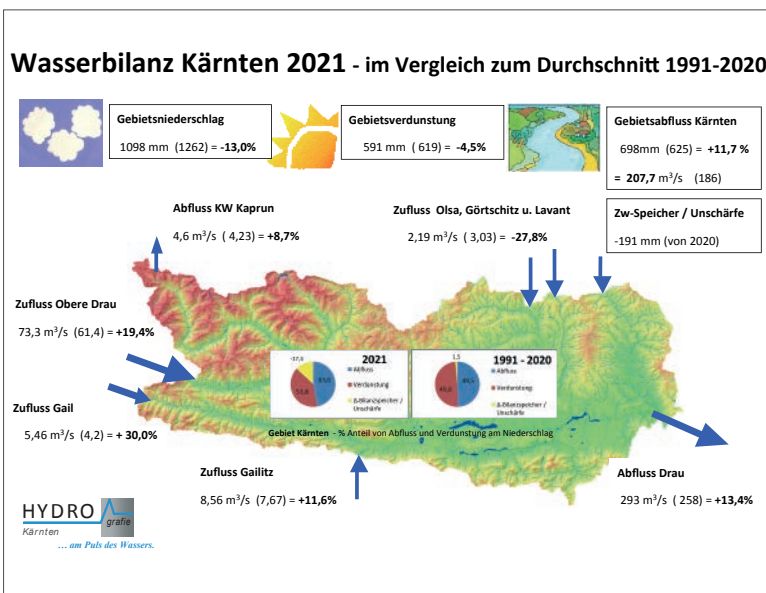 Wasserbilanz Kärnten 2021 - im Vergleich zum Durchschnitt 1991-2020
Gebietsniederschlag
1098 mm (1262) = -13,0%
Gebietsverdunstung
591 mm ( 619) = -4,5%
Gebietsabfluss Kärnten
698mm (625) = +11,7 %
= 207,7 m³/s (186)
Zw-Speicher / Unschärfe
-191 mm (von 2020)
Abfluss KW Kaprun
4,6 m³/s ( 4,23) = +8,7%
Zufluss Olsa, Görtschitz u. Lavant
2,19 m³/s ( 3,03) = -27,8%
Zufluss Obere Drau
73,3 m³/s (61,4) = +19,4%
2021
Abfluss
Verdunstung
Δ-Bilanzspeicher / Unschärfe
1,5
1991 - 2020
Abfluss
Verdunstung
Δ-Bilanzspeicher / Unschärfe
Gebiet Kärnten - % Anteil von Abfluss und Verdunstung am Niederschlag
Zufluss Gail
5,46 m³/s (4,2) = + 30,0%
Zufluss Gailitz
8,56 m³/s (7,67) = +11,6%
Abfluss Drau
293 m³/s ( 258) = +13,4%
HYDRO
grafie
Kärnten
... am Puls des Wassers.